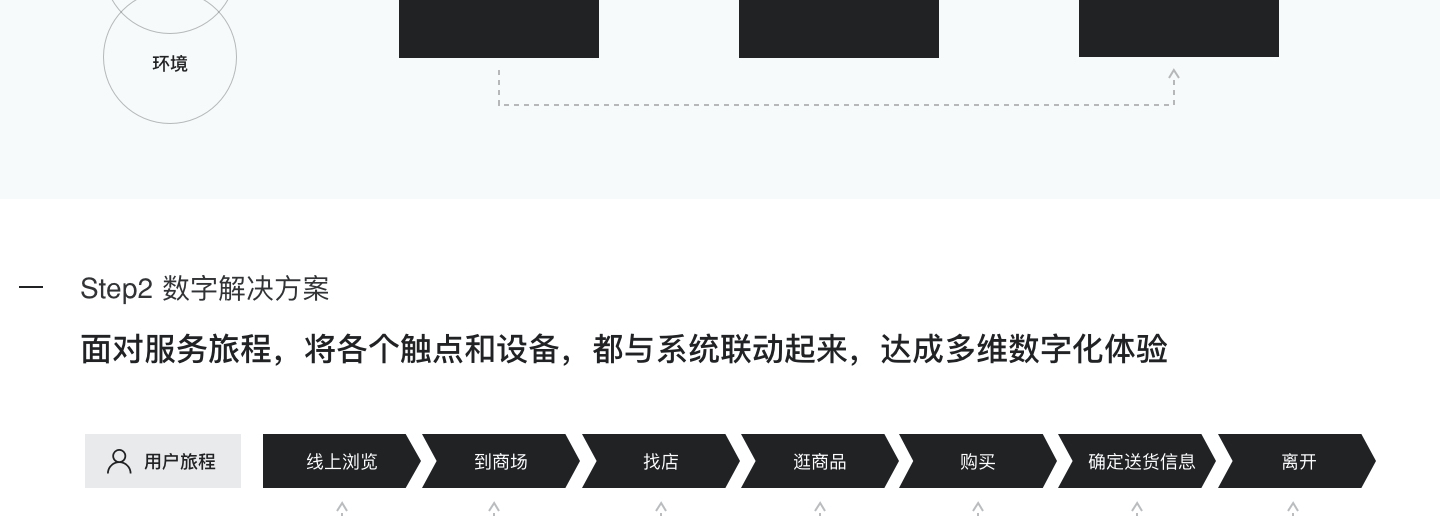 环境
Step2 数字解决方案
面对服务旅程，将各个触点和设备，都与系统联动起来，达成多维数字化体验
用户旅程
线上浏览
到商场
找店
逛商品
购买
确定送货信息
离开